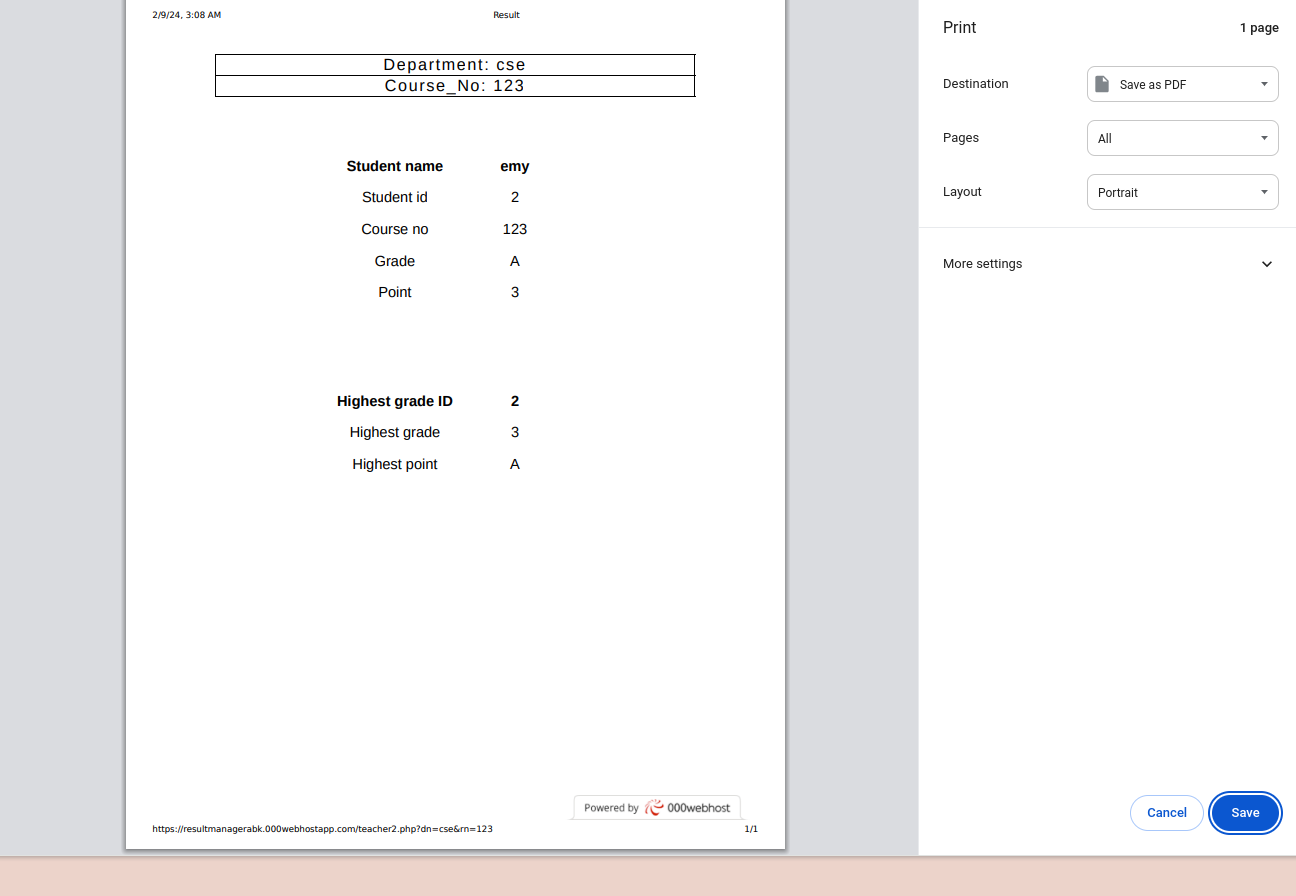 2/9/24, 3:08 AM Result
Department: cse
Course_No: 123
Student name emy
Student id 2
Course no 123
Grade A
Point 3
Highest grade ID 2
Highest grade 3
Highest point A
Powered by 000webhost
https://resultmanagerabk.000webhostapp.com/teacher2.php?dn=cse&rn=123 1/1
Print 1 page
Destination Save as PDF
Pages All
Layout Portrait
More settings
Cancel Save